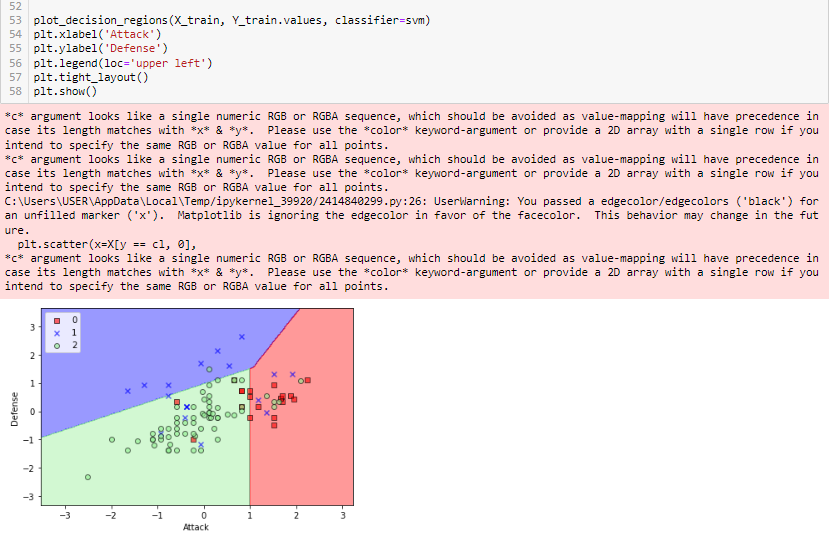 52
53 plot_decision_regions(X_train, Y_train.values, classifier=svm)
54 plt.xlabel('Attack')
55 plt.ylabel('Defense')
56 plt.legend(loc='upper left')
57 plt.tight_layout()
58 plt.show()
*c* argument looks like a single numeric RGB or RGBA sequence, which should be avoided as value-mapping will have precedence in
case its length matches with *x* & *y*.  Please use the *color* keyword-argument or provide a 2D array with a single row if you
intend to specify the same RGB or RGBA value for all points.
*c* argument looks like a single numeric RGB or RGBA sequence, which should be avoided as value-mapping will have precedence in
case its length matches with *x* & *y*.  Please use the *color* keyword-argument or provide a 2D array with a single row if you
intend to specify the same RGB or RGBA value for all points.
C:\Users\USER\AppData\Local\Temp/ipykernel_39920/2414840299.py:26: UserWarning: You passed a edgecolor/edgecolors ('black') for
an unfilled marker ('x').  Matplotlib is ignoring the edgecolor in favor of the facecolor.  This behavior may change in the fut
ure.
  plt.scatter(x=X[y == cl, 0],
*c* argument looks like a single numeric RGB or RGBA sequence, which should be avoided as value-mapping will have precedence in
case its length matches with *x* & *y*.  Please use the *color* keyword-argument or provide a 2D array with a single row if you
intend to specify the same RGB or RGBA value for all points.
0
1
2
3
2
1
0
−1
−2
−3
Defense
−3 −2 −1 0 1 2 3
Attack